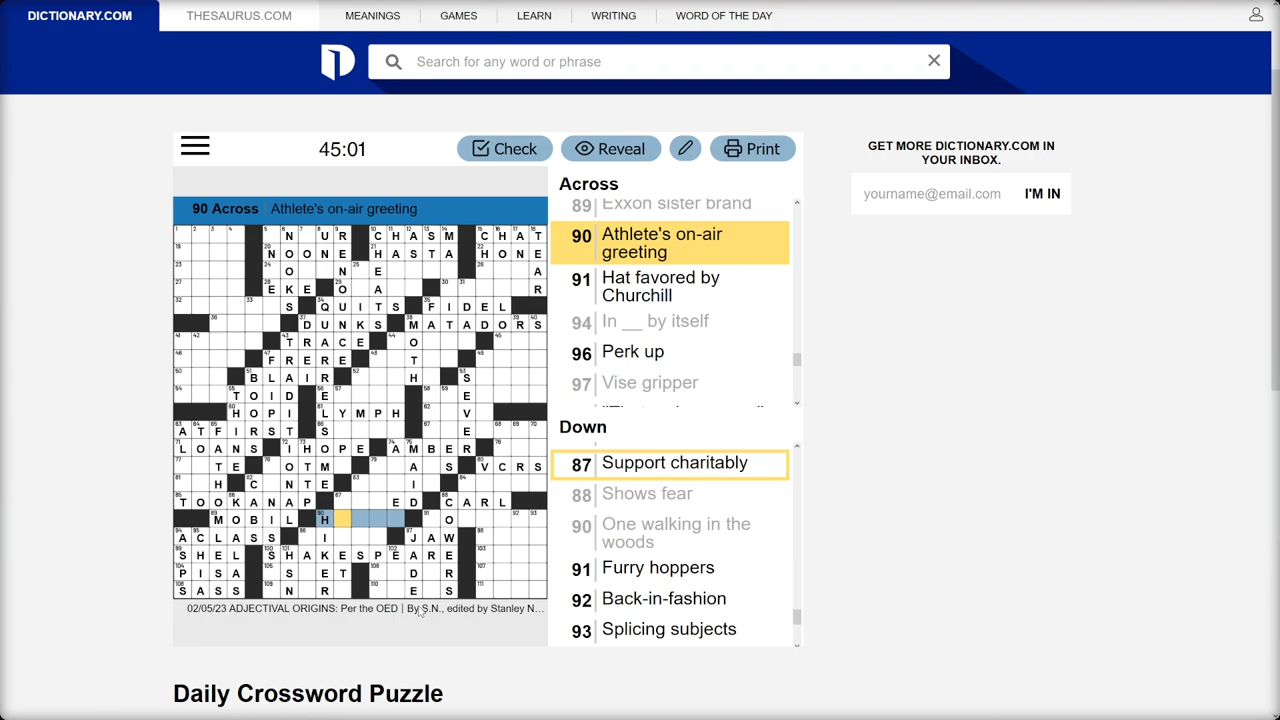 DICTIONARY.COM
THESAURUS.COM
MEANINGS
GAMES
LEARN
WRITING
WORD OF THE DAY
Search for any word or phrase
45:01
Check
Reveal
Print
GET MORE DICTIONARY.COM IN
YOUR INBOX.
yourname@email.com
I'M IN
90 Across Athlete's on-air greeting
Across
89 Exxon sister brand
90 Athlete's on-air
greeting
91 Hat favored by
Churchill
94 In __ by itself
96 Perk up
97 Vise gripper
Down
87 Support charitably
88 Shows fear
90 One walking in the
woods
91 Furry hoppers
92 Back-in-fashion
93 Splicing subjects
N U R C H A S M C H A T
N O O N E H A S T A H O N E
O N E A
E K E O A R
S Q U I T S F I D E L
D U N K S M A T A D O R S
T R A C E O
F R E R E T
B L A I R H S
T O I D E E
H O P I L Y M P H V
A T F I R S T S E
L O A N S I H O P E A M B E R
T E O T M A S V C R S
H C N T E I
T O O K A N A P E D C A R L
M O B I L H O
A C L A S S I J A W
S H E L S H A K E S P E A R E
P I S A S E T D R
S A S S N R E S
02/05/23 ADJECTIVAL ORIGINS: Per the OED | By S.N., edited by Stanley N...
Daily Crossword Puzzle